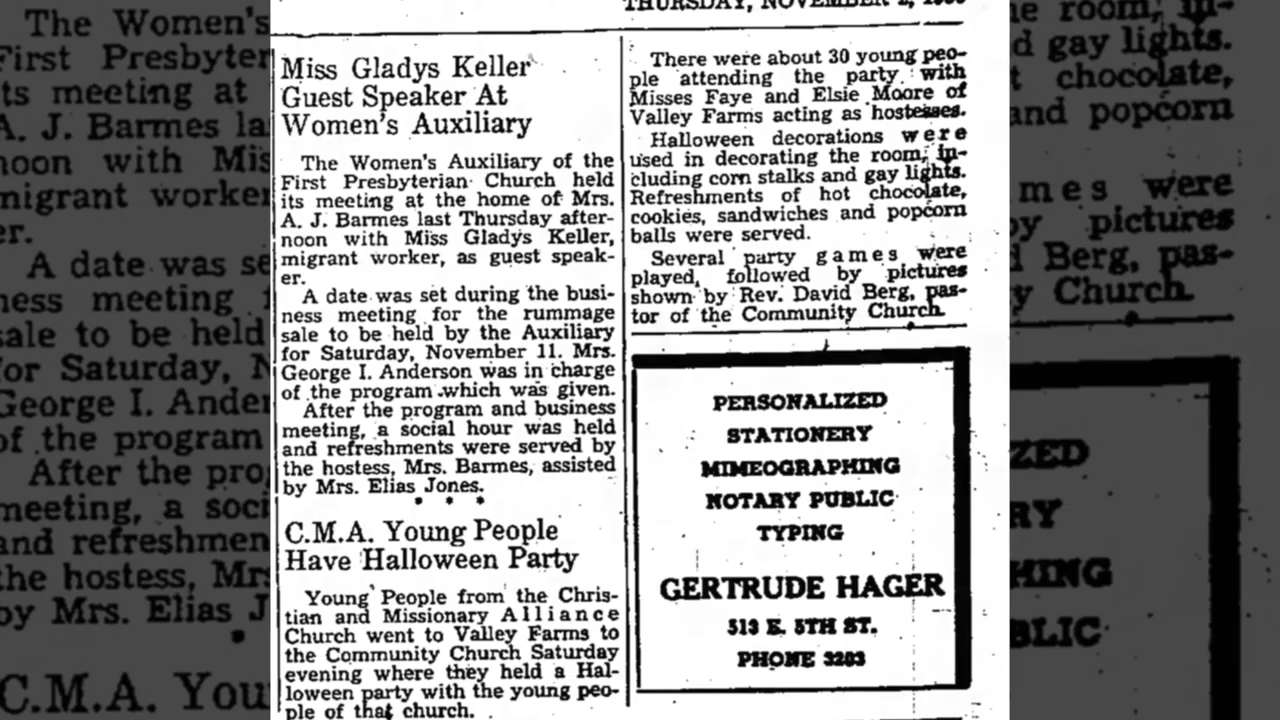 THURSDAY, NOVEMBER 2,
Miss Gladys Keller
Guest Speaker At
Women's Auxiliary
The Women's Auxiliary of the
First Presbyterian Church held
its meeting at the home of Mrs.
A. J. Barmes last Thursday after-
noon with Miss Gladys Keller,
migrant worker, as guest speak-
er.
A date was set during the busi-
ness meeting for the rummage
sale to be held by the Auxiliary
for Saturday, November 11. Mrs.
George I. Anderson was in charge
of the program which was given.
After the program and business
meeting, a social hour was held
and refreshments were served by
the hostess, Mrs. Barmes, assisted
by Mrs. Elias Jones.
* * *
C.M.A. Young People
Have Halloween Party
Young People from the Chris-
tian and Missionary Alliance
Church went to Valley Farms to
the Community Church Saturday
evening where they held a Hal-
loween party with the young peo-
ple of that church.
There were about 30 young peo-
ple attending the party with
Misses Faye and Elsie Moore of
Valley Farms acting as hostesses.
Halloween decorations were
used in decorating the room, in-
cluding corn stalks and gay lights.
Refreshments of hot chocolate,
cookies, sandwiches and popcorn
balls were served.
Several party games were
played, followed by pictures
shown by Rev. David Berg, pas-
tor of the Community Church.
PERSONALIZED
STATIONERY
MIMEOGRAPHING
NOTARY PUBLIC
TYPING
GERTRUDE HAGER
513 E. 5TH ST.
PHONE 3203